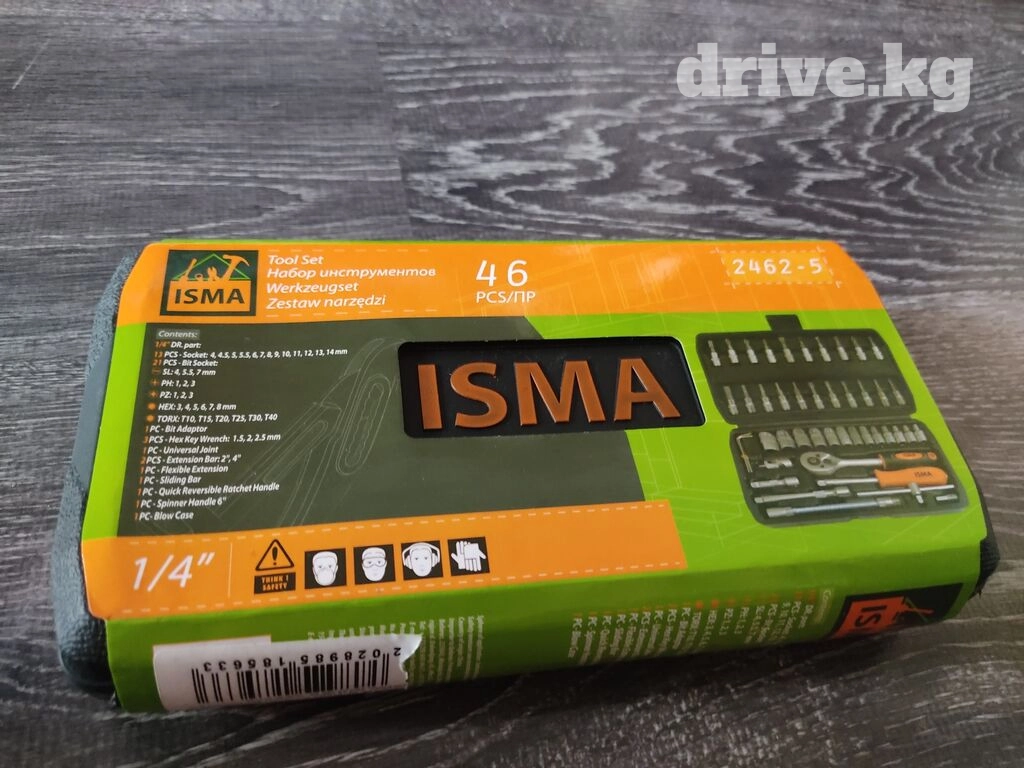 drive.kg
ISMA
Tool Set
Набор инструментов
Werkzeugset
Zestaw narzędzi
46
PCS/ПР
2462-5
Contents:
1/4" DR. part:
13 PCS - Socket: 4, 4.5, 5, 5.5, 6, 7, 8, 9, 10, 11, 12, 13, 14 mm
21 PCS - Bit Socket:
SL: 4, 5.5, 7 mm
PH: 1, 2, 3
PZ: 1, 2, 3
HEX: 3, 4, 5, 6, 7, 8 mm
TORX: T10, T15, T20, T25, T30, T40
1 PC - Bit Adaptor
3 PCS - Hex Key Wrench: 1.5, 2, 2.5 mm
1 PC - Universal Joint
2 PCS - Extension Bar: 2", 4"
1 PC - Flexible Extension
1 PC - Sliding Bar
1 PC - Quick Reversible Ratchet Handle
1 PC - Spinner Handle 6"
1 PC- Blow Case
ISMA
ISMA
1/4"
THINK !
SAFETY
2 028985 185633